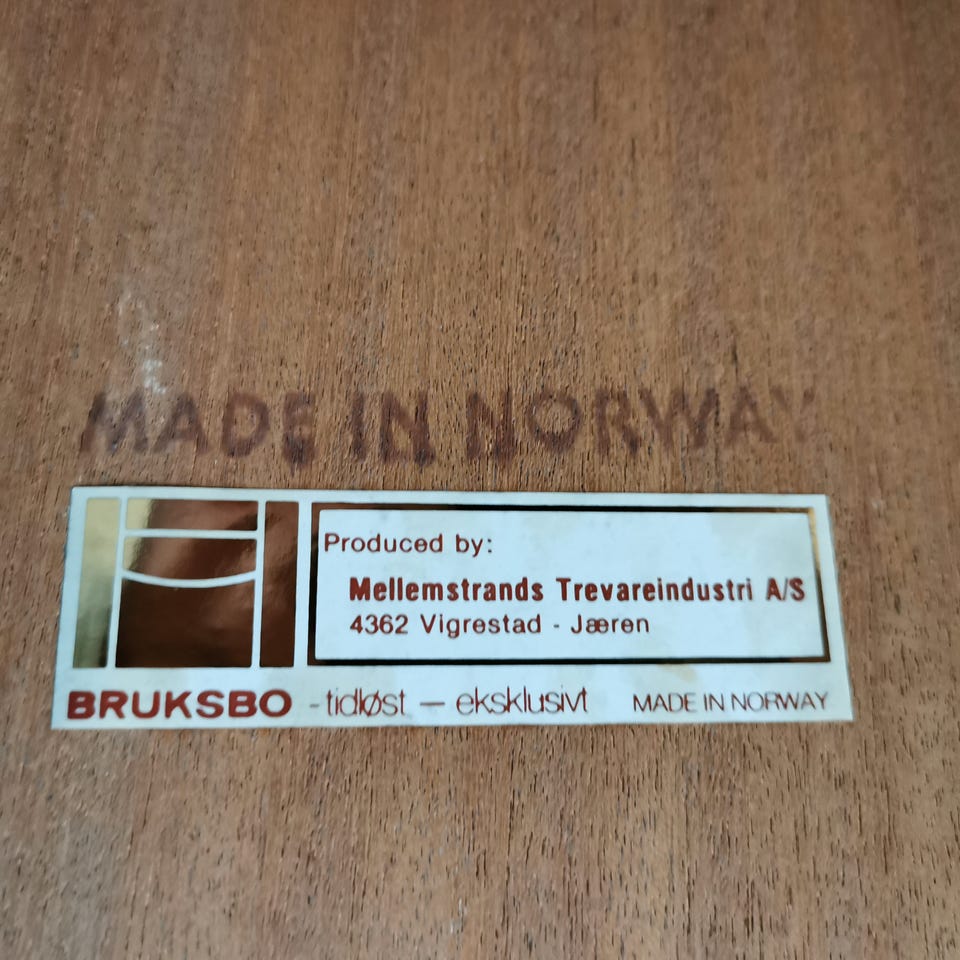 MADE IN NORWAY
Produced by:
Mellemstrands Trevareindustri A/S
4362 Vigrestad - Jæren
BRUKSBO - tidløst — eksklusivt MADE IN NORWAY